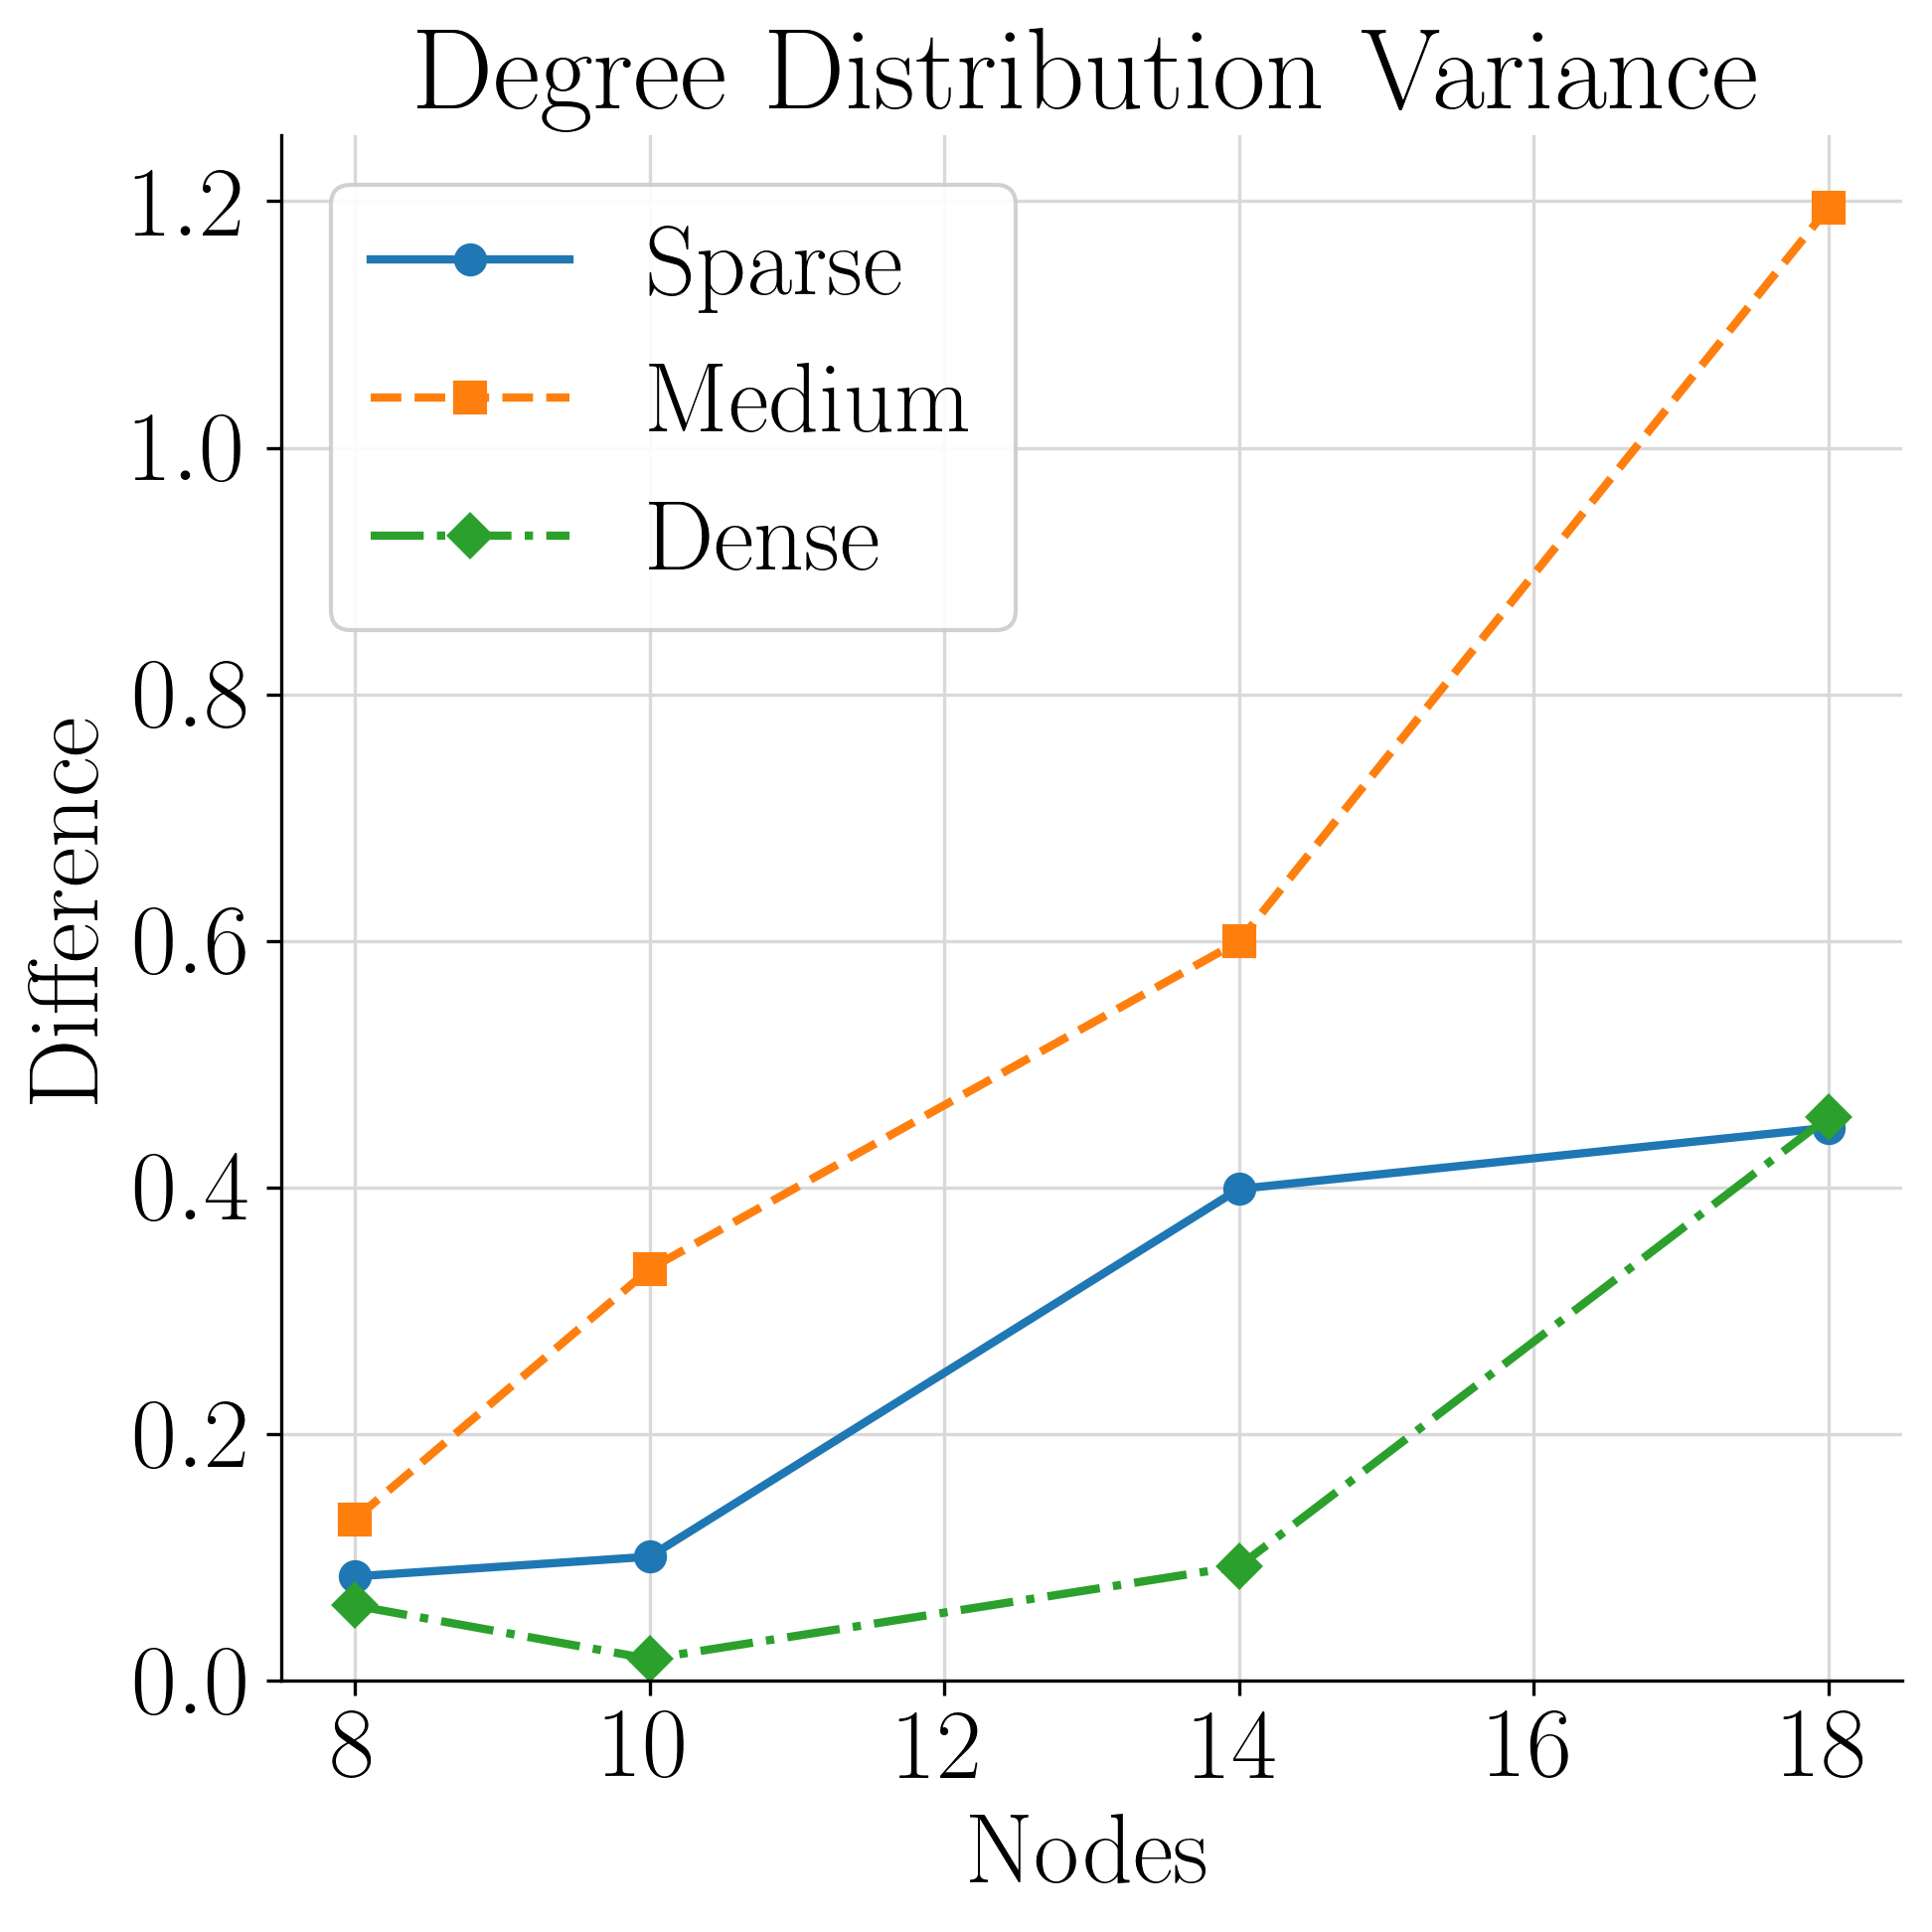 Degree Distribution Variance
1.2
1.0
0.8
0.6
0.4
0.2
0.0
Difference
Sparse
Medium
Dense
8 10 12 14 16 18
Nodes